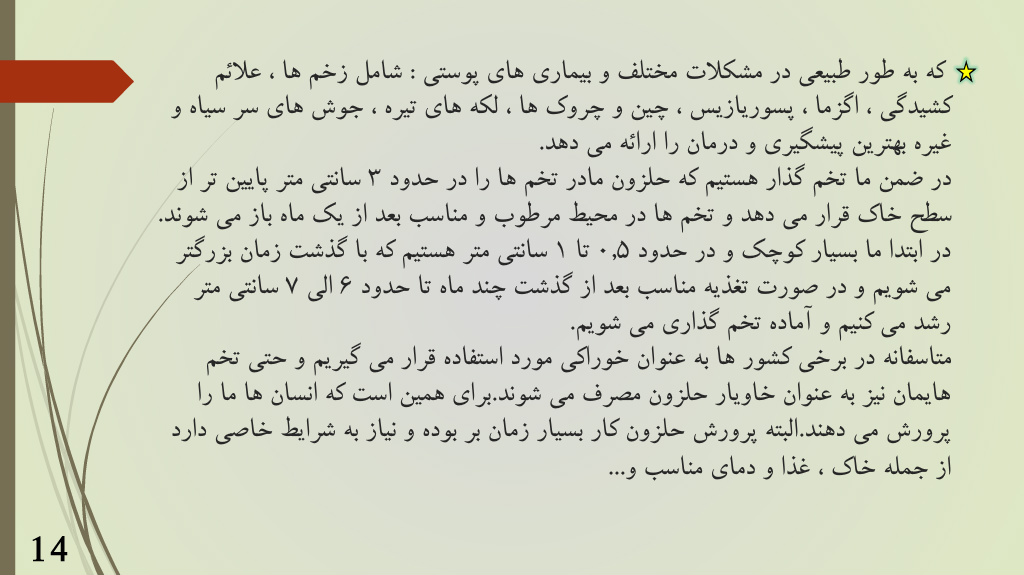 که به طور طبیعی در مشکلات مختلف و بیماری های پوستی : شامل زخم ها ، علائم
کشیدگی ، اگزما ، پسوریازیس ، چین و چروک ها ، لکه های تیره ، جوش های سر سیاه و
غیره بهترین پیشگیری و درمان را ارائه می دهد.
در ضمن ما تخم گذار هستیم که حلزون مادر تخم ها را در حدود ۳ سانتی متر پایین تر از
سطح خاک قرار می دهد و تخم ها در محیط مرطوب و مناسب بعد از یک ماه باز می شوند.
در ابتدا ما بسیار کوچک و در حدود ۰,۵ تا ۱ سانتی متر هستیم که با گذشت زمان بزرگتر
می شویم و در صورت تغذیه مناسب بعد از گذشت چند ماه تا حدود ۶ الی ۷ سانتی متر
رشد می کنیم و آماده تخم گذاری می شویم.
متاسفانه در برخی کشور ها به عنوان خوراکی مورد استفاده قرار می گیریم و حتی تخم
هایمان نیز به عنوان خاویار حلزون مصرف می شوند.برای همین است که انسان ها ما را
پرورش می دهند.البته پرورش حلزون کار بسیار زمان بر بوده و نیاز به شرایط خاصی دارد
از جمله خاک ، غذا و دمای مناسب و...
14